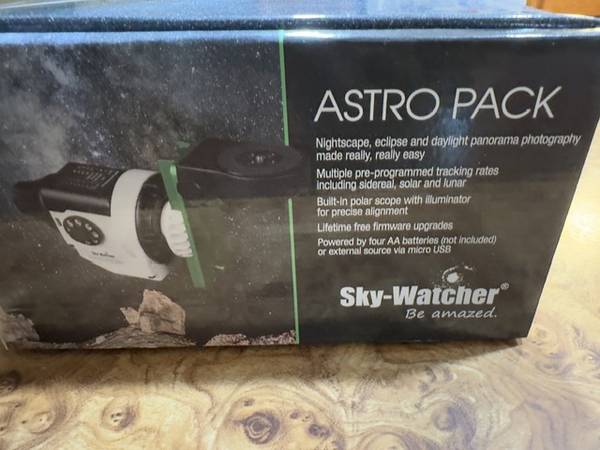 ASTRO PACK
Nightscape, eclipse and daylight panorama photography
made really, really easy
Multiple pre-programmed tracking rates
including sidereal, solar and lunar
Built-in polar scope with illuminator
for precise alignment
Lifetime free firmware upgrades
Powered by four AA batteries (not included)
or external source via micro USB
Sky-Watcher®
Be amazed.
Sky-Watcher